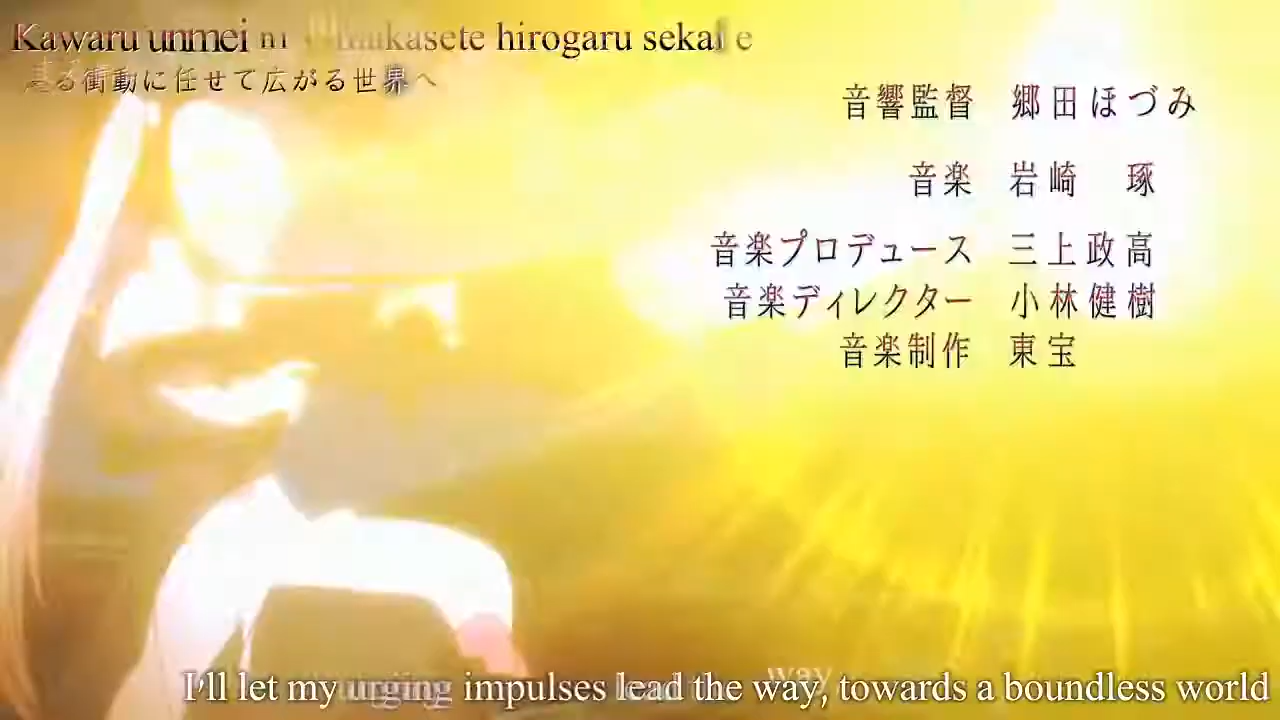 Kawaru unmei ni makasete hirogaru sekai e
る衝動に任せて広がる世界へ
音響監督 郷田ほづみ
音楽 岩崎 琢
音楽プロデュース 三上政高
音楽ディレクター 小林健樹
音楽制作 東宝
I'll let my urging impulses lead the way, towards a boundless world